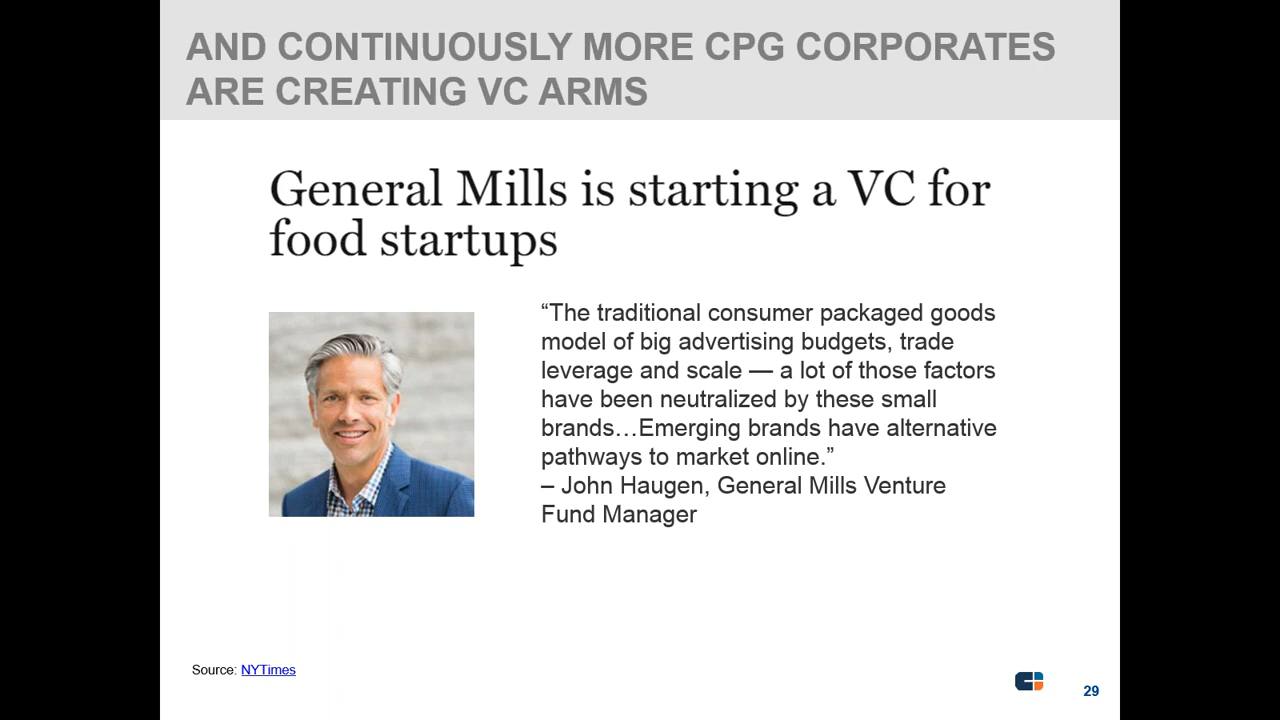 AND CONTINUOUSLY MORE CPG CORPORATES
ARE CREATING VC ARMS
General Mills is starting a VC for
food startups
“The traditional consumer packaged goods
model of big advertising budgets, trade
leverage and scale — a lot of those factors
have been neutralized by these small
brands…Emerging brands have alternative
pathways to market online.”
– John Haugen, General Mills Venture
Fund Manager
Source: NYTimes
29